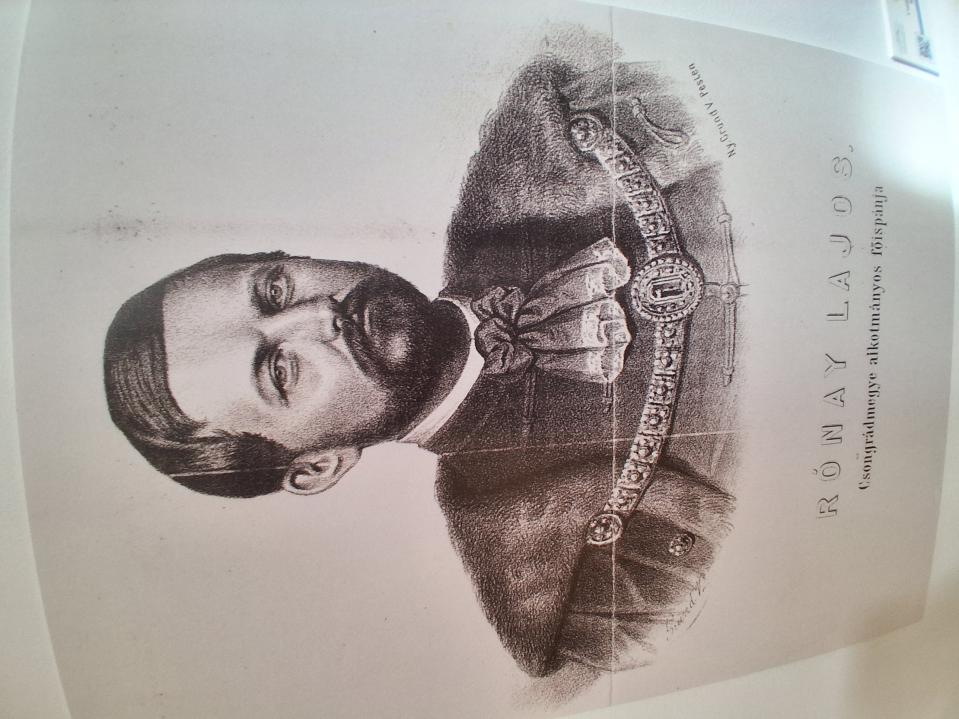 Ny. Grund V. Pesten
RÓNAY LAJOS,
Csongrádmegye alkotmányos főispánja